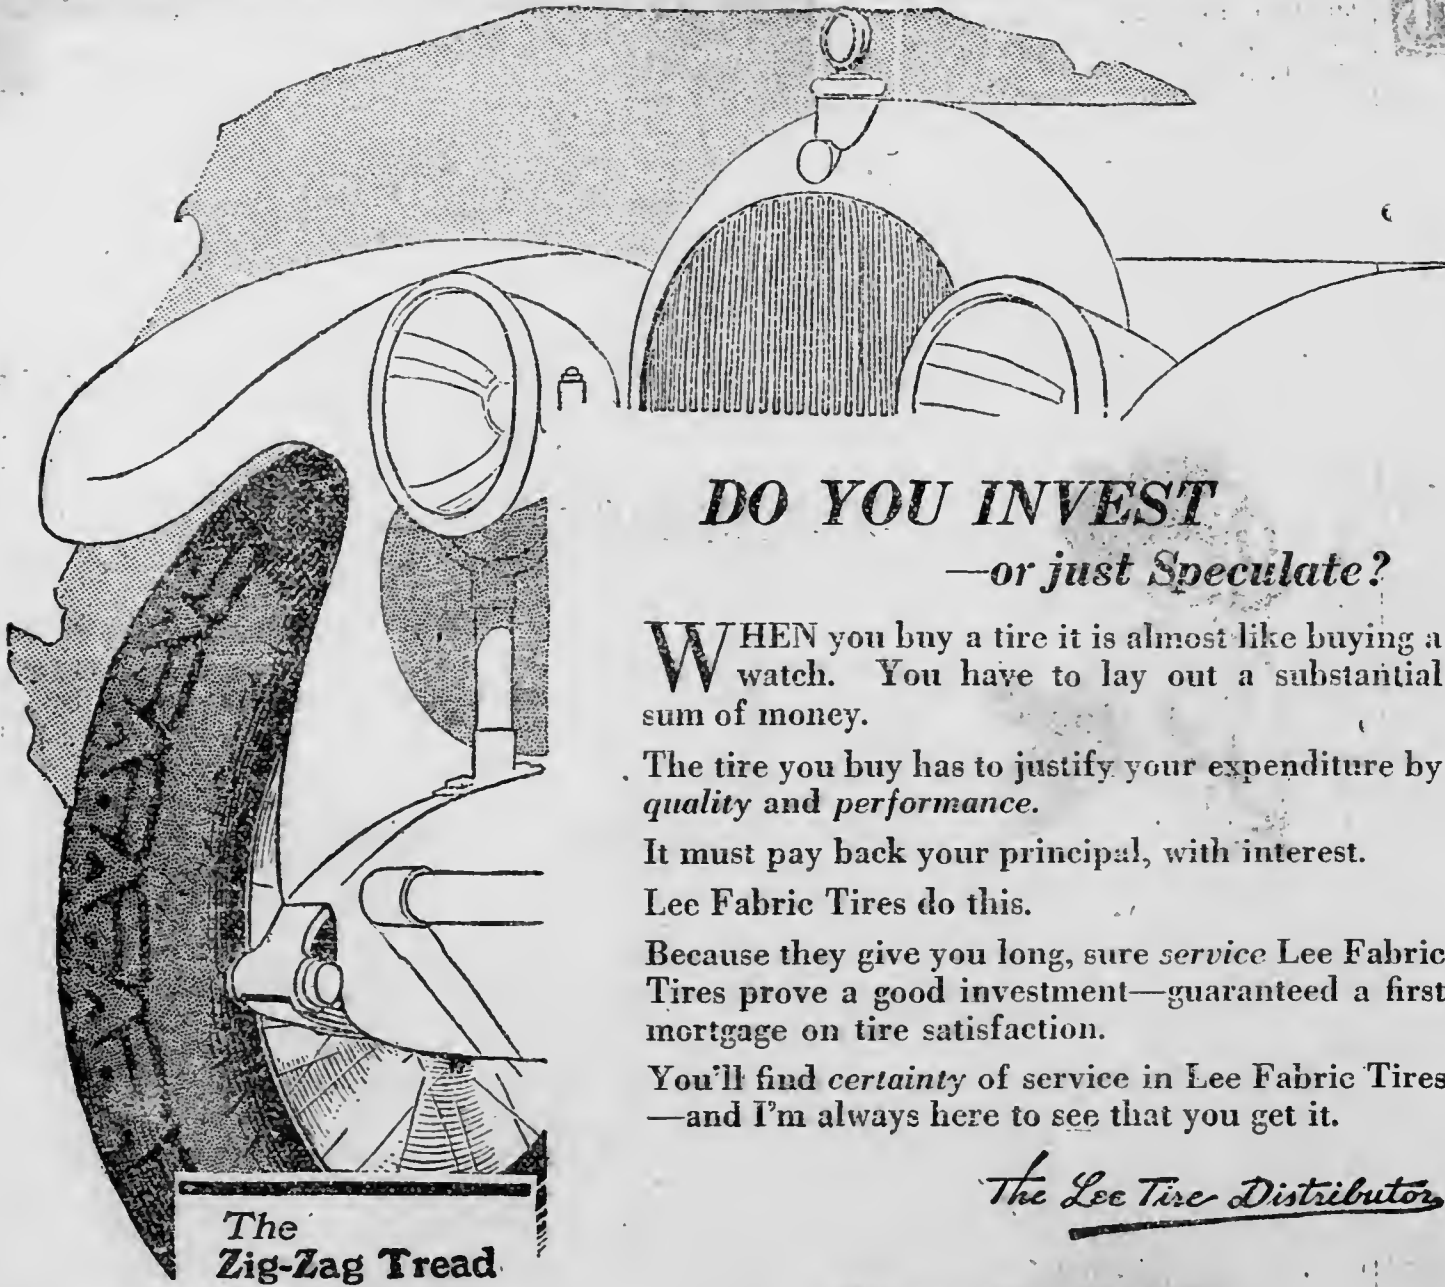 DO YOU INVEST
—or just Speculate?
WHEN you buy a tire it is almost like buying a
watch. You have to lay out a substantial
sum of money.
The tire you buy has to justify your expenditure by
quality and performance.
It must pay back your principal, with interest.
Lee Fabric Tires do this.
Because they give you long, sure service Lee Fabric
Tires prove a good investment—guaranteed a first
mortgage on tire satisfaction.
You'll find certainty of service in Lee Fabric Tires
—and I'm always here to see that you get it.
The Lee Tire Distributor
The
Zig-Zag Tread